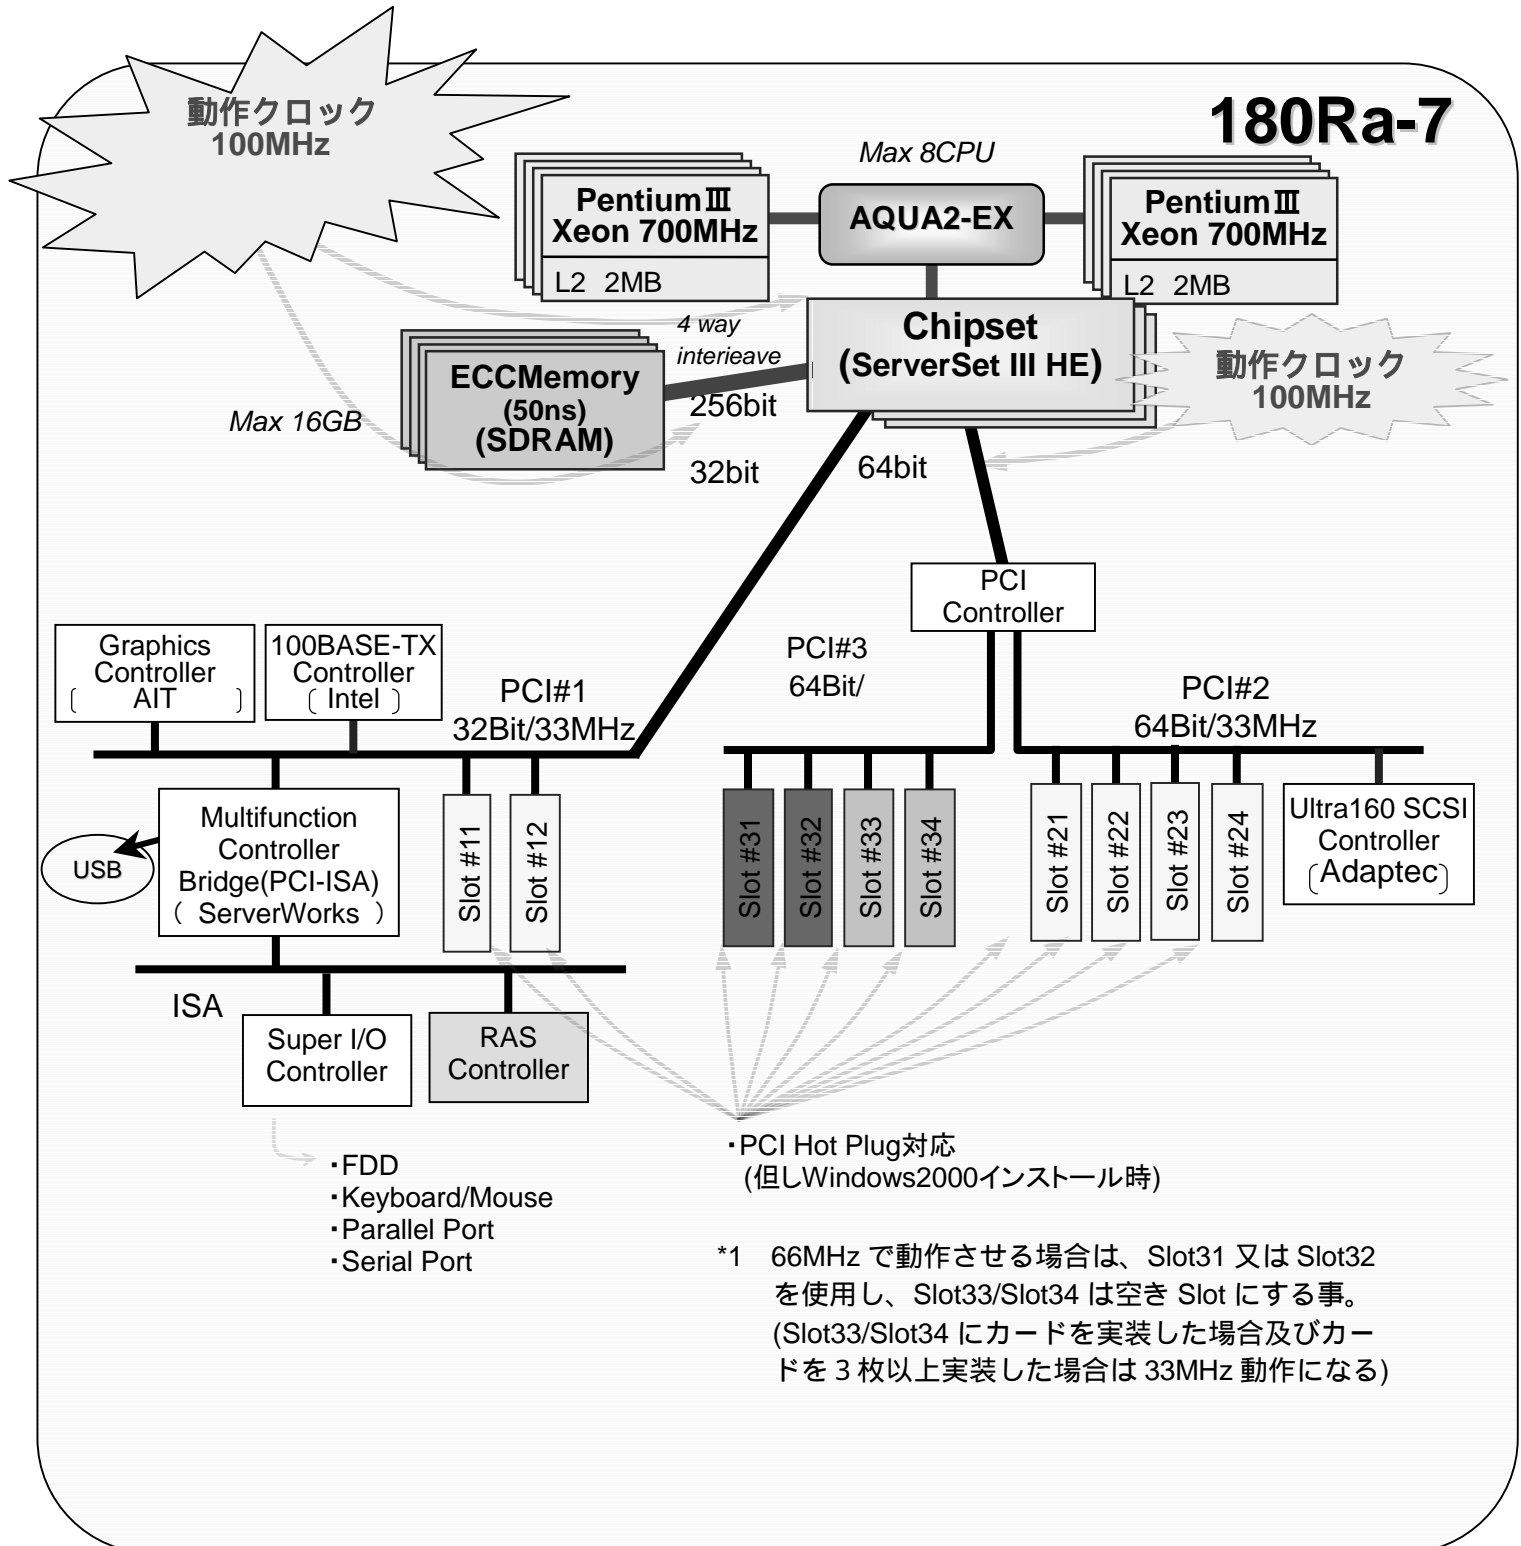 180Ra-7
動作クロック
100MHz
Max 8CPU
PentiumⅢ
Xeon 700MHz
L2 2MB
AQUA2-EX
PentiumⅢ
Xeon 700MHz
L2 2MB
4 way
interieave
Chipset
(ServerSet III HE)
動作クロック
100MHz
ECCMemory
(50ns)
(SDRAM)
Max 16GB
256bit
32bit
64bit
PCI
Controller
Graphics
Controller
〔 AIT 〕
100BASE-TX
Controller
〔 Intel 〕
PCI#1
32Bit/33MHz
PCI#3
64Bit/
PCI#2
64Bit/33MHz
USB
Multifunction
Controller
Bridge(PCI-ISA)
( ServerWorks )
Slot #11
Slot #12
Slot #31
Slot #32
Slot #33
Slot #34
Slot #21
Slot #22
Slot #23
Slot #24
Ultra160 SCSI
Controller
〔Adaptec〕
ISA
Super I/O
Controller
RAS
Controller
・FDD
・Keyboard/Mouse
・Parallel Port
・Serial Port
・PCI Hot Plug対応
(但しWindows2000インストール時)
*1 66MHz で動作させる場合は、Slot31 又は Slot32
を使用し、Slot33/Slot34 は空き Slot にする事。
(Slot33/Slot34 にカードを実装した場合及びカー
ドを 3 枚以上実装した場合は 33MHz 動作になる)